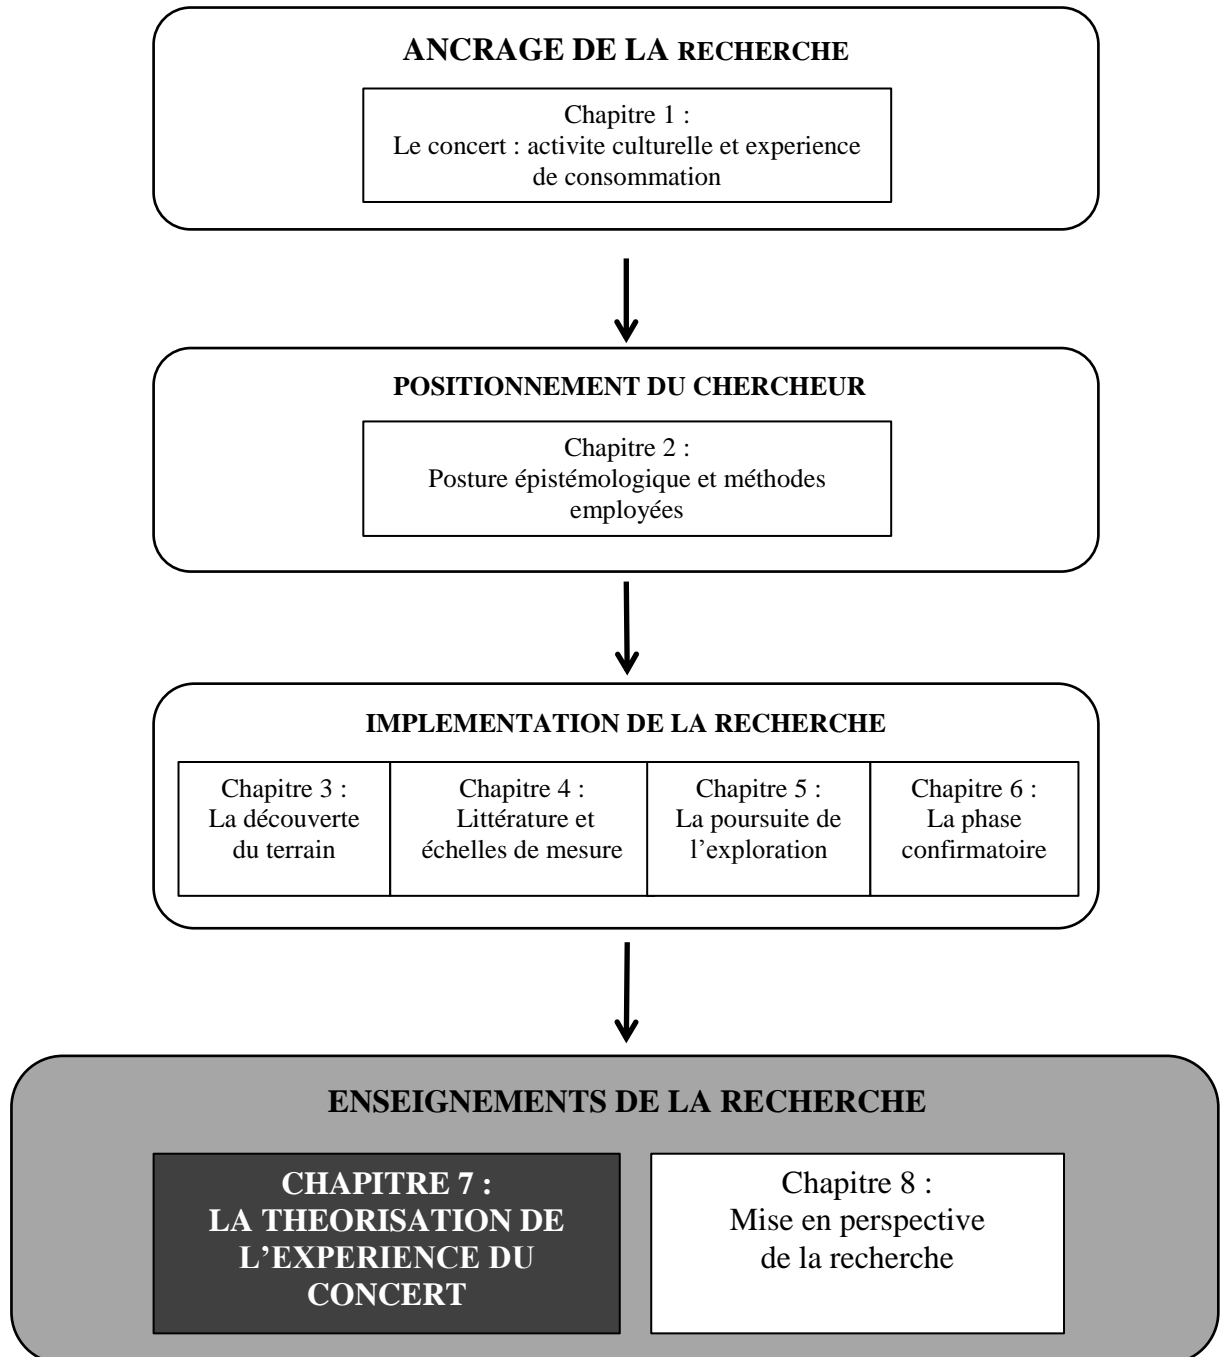 ANCRAGE DE LA RECHERCHE
Chapitre 1 :
Le concert : activite culturelle et experience
de consommation
POSITIONNEMENT DU CHERCHEUR
Chapitre 2 :
Posture épistémologique et méthodes
employées
IMPLEMENTATION DE LA RECHERCHE
Chapitre 3 :
La découverte
du terrain
Chapitre 4 :
Littérature et
échelles de mesure
Chapitre 5 :
La poursuite de
l’exploration
Chapitre 6 :
La phase
confirmatoire
ENSEIGNEMENTS DE LA RECHERCHE
CHAPITRE 7 :
LA THEORISATION DE
L’EXPERIENCE DU
CONCERT
Chapitre 8 :
Mise en perspective
de la recherche